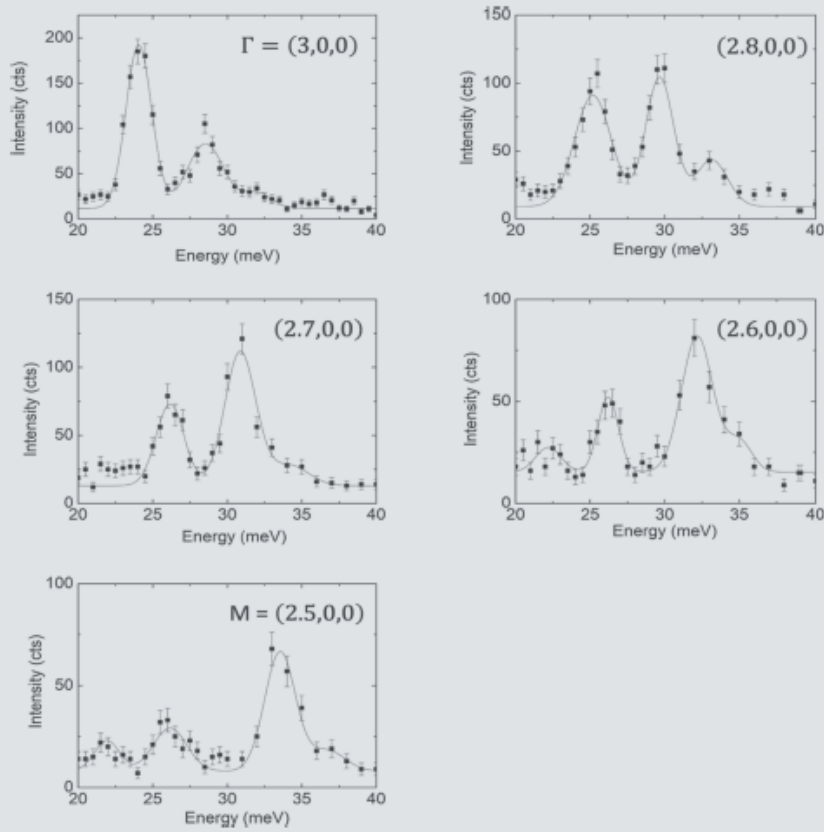 Γ = (3,0,0)
200
150
100
50
0
Intensity (cts)
20 25 30 35 40
Energy (meV)
(2.8,0,0)
150
100
50
0
Intensity (cts)
20 25 30 35 40
Energy (meV)
(2.7,0,0)
150
100
50
0
Intensity (cts)
20 25 30 35 40
Energy (meV)
(2.6,0,0)
100
50
0
Intensity (cts)
20 25 30 35 40
Energy (meV)
M = (2.5,0,0)
100
50
0
Intensity (cts)
20 25 30 35 40
Energy (meV)